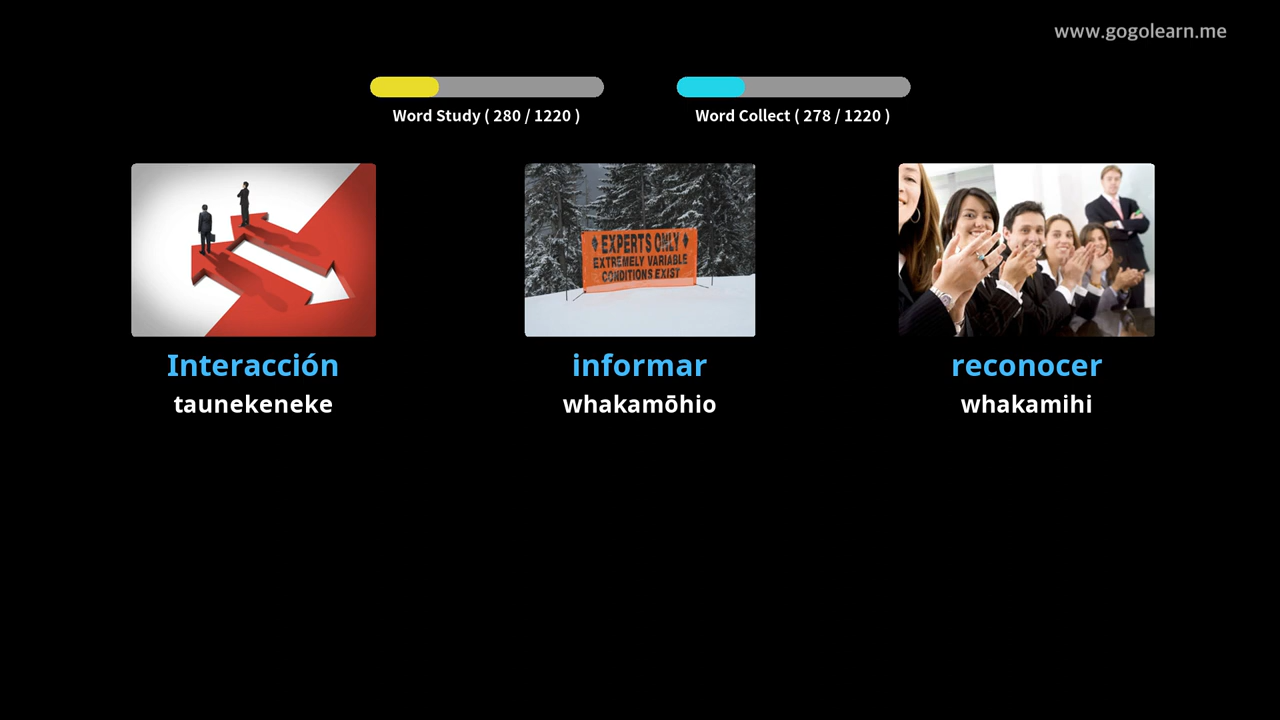 www.gogolearn.me
Word Study ( 280 / 1220 )
Word Collect ( 278 / 1220 )
EXPERTS ONLY
EXTREMELY VARIABLE
CONDITIONS EXIST
Interacción
informar
reconocer
taunekeneke
whakamōhio
whakamihi